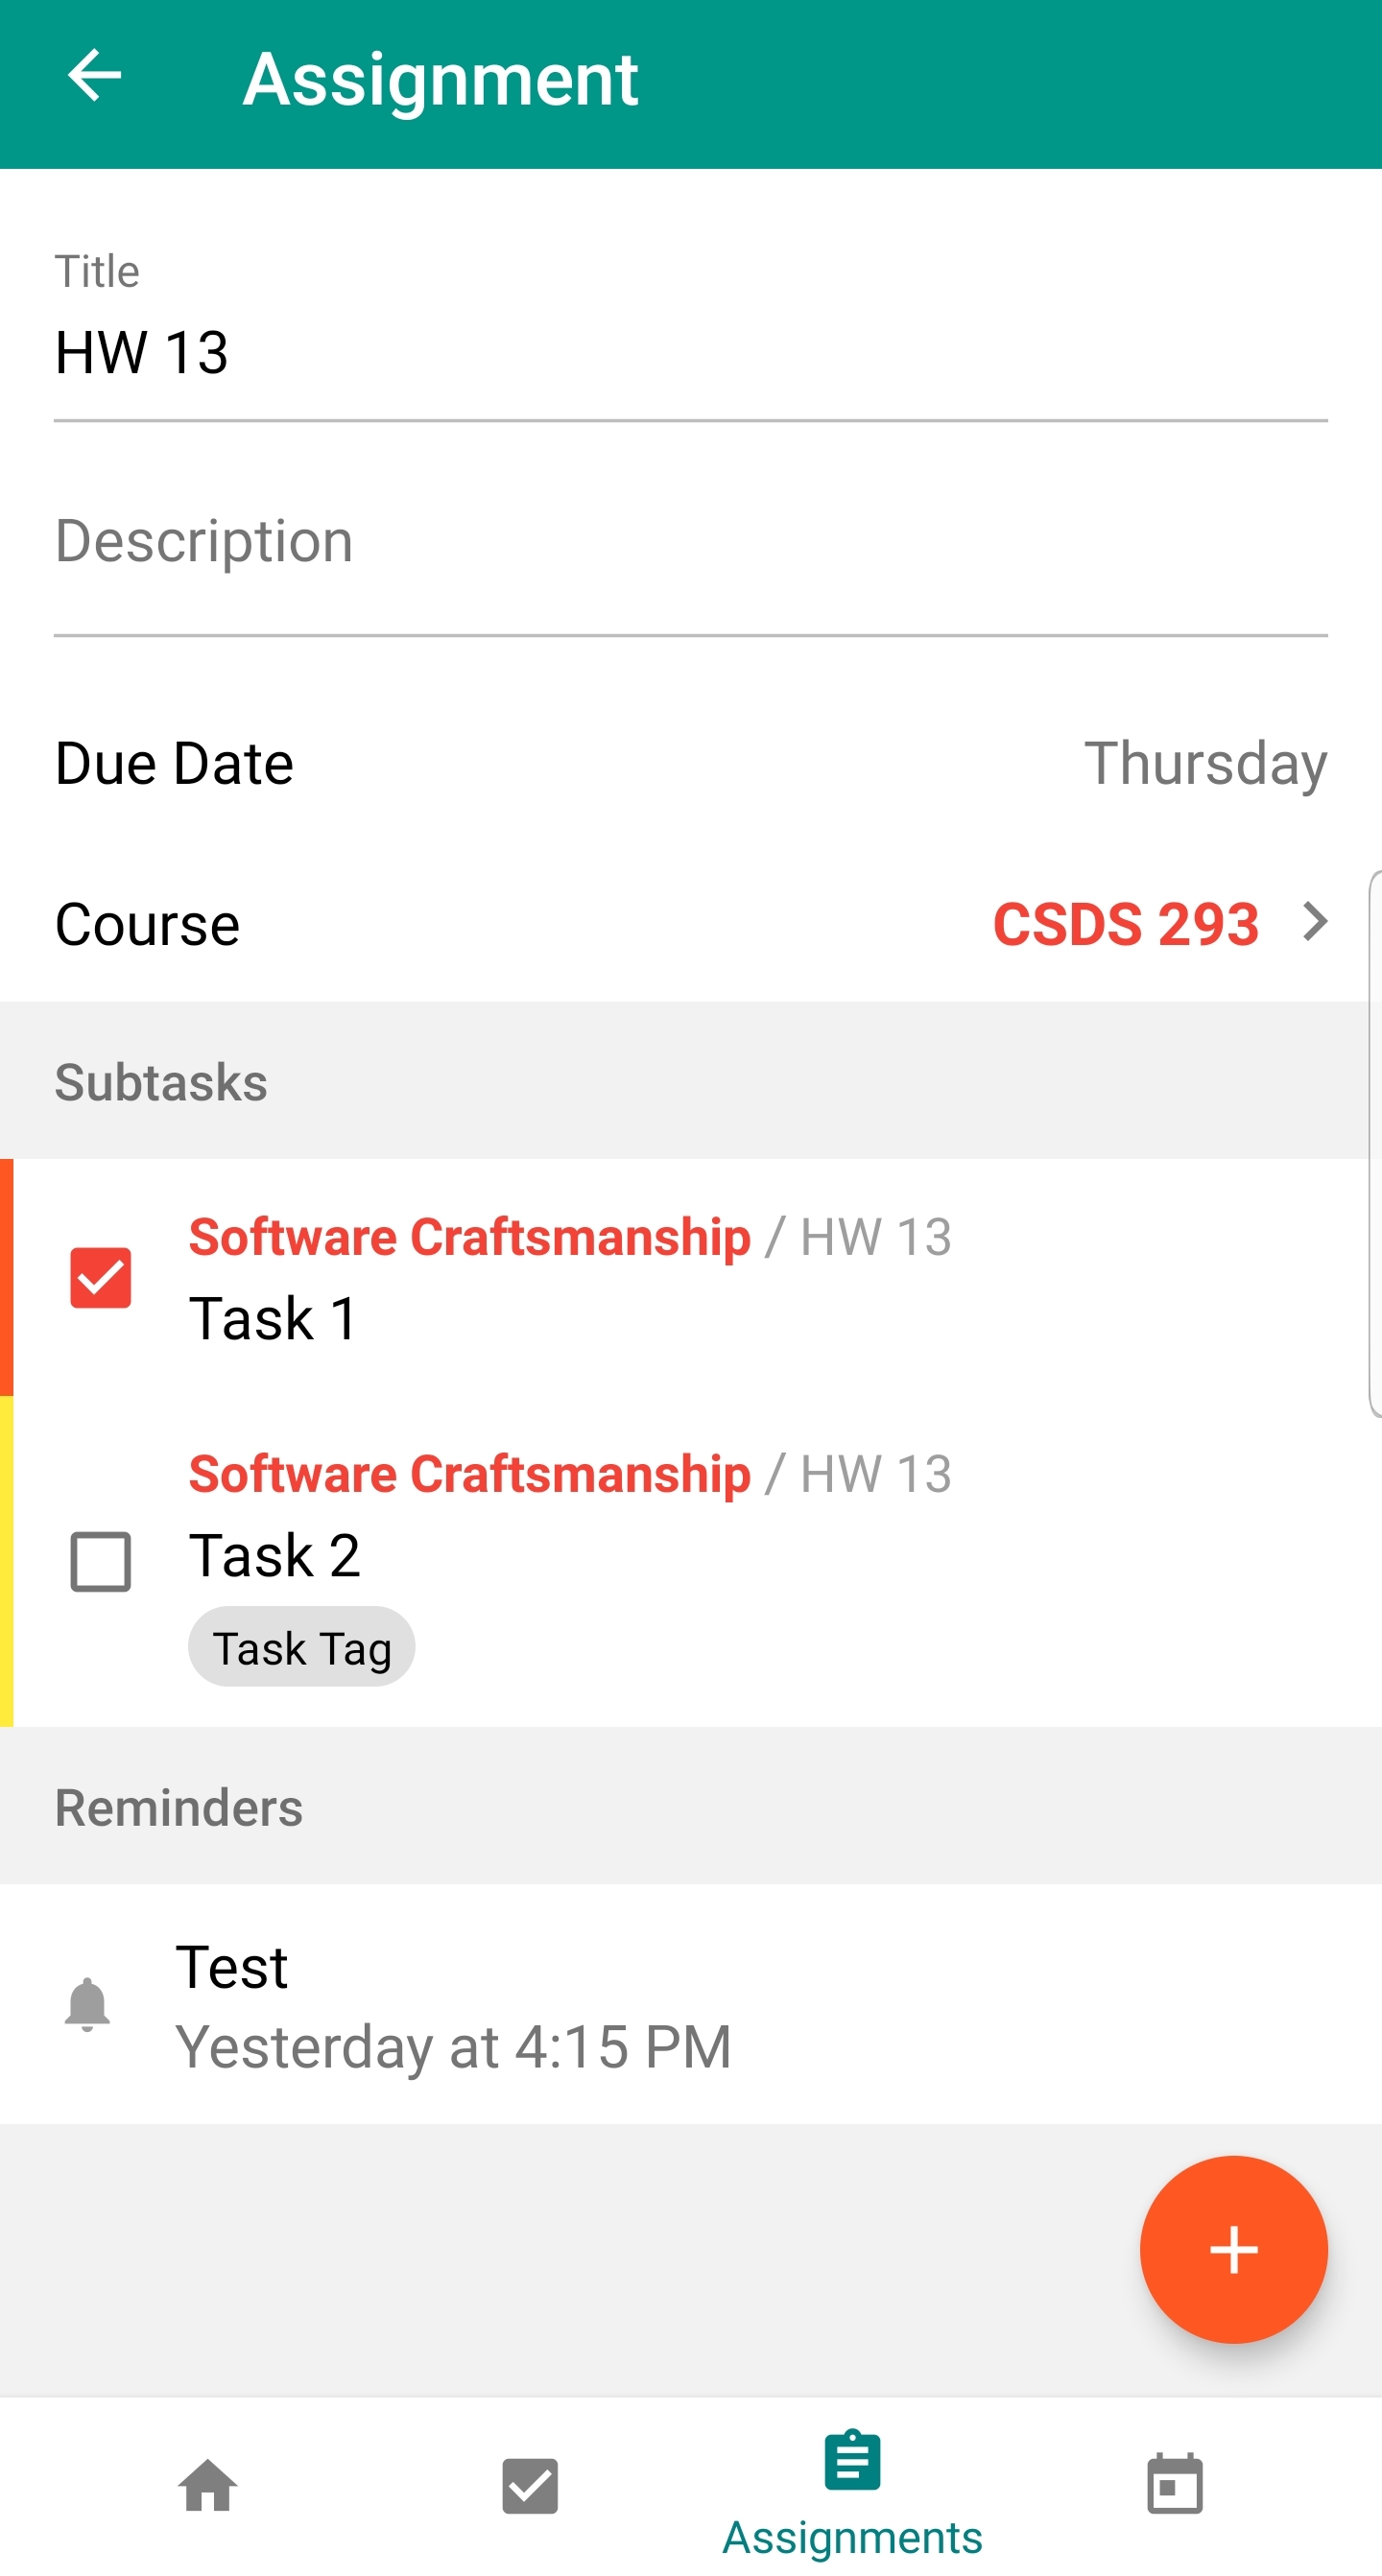 Assignment
Title
HW 13
Description
Due Date Thursday
Course CSDS 293
Subtasks
Software Craftsmanship / HW 13
Task 1
Software Craftsmanship / HW 13
Task 2
Task Tag
Reminders
Test
Yesterday at 4:15 PM
Assignments